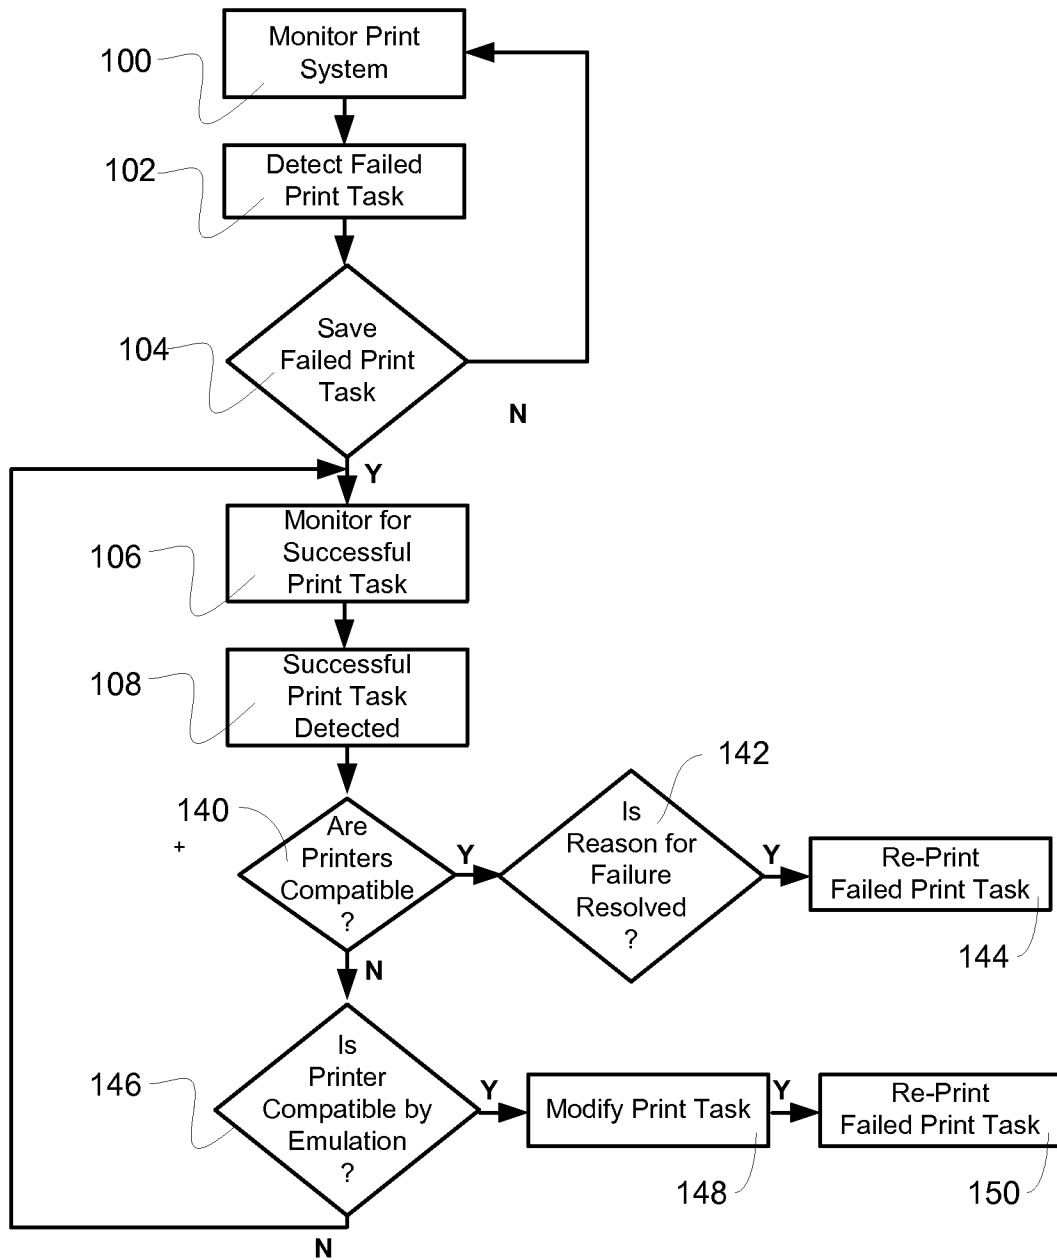 Monitor Print
System
100
Detect Failed
Print Task
102
Save
Failed Print
Task
104
N
Y
Monitor for
Successful
Print Task
106
Successful
Print Task
Detected
108
142
140
+
Are
Printers
Compatible
?
Y
Is
Reason for
Failure
Resolved
?
Y
Re-Print
Failed Print Task
144
N
Is
Printer
Compatible by
Emulation
?
146
Y
Modify Print Task
148
Y
Re-Print
Failed Print Task
150
N